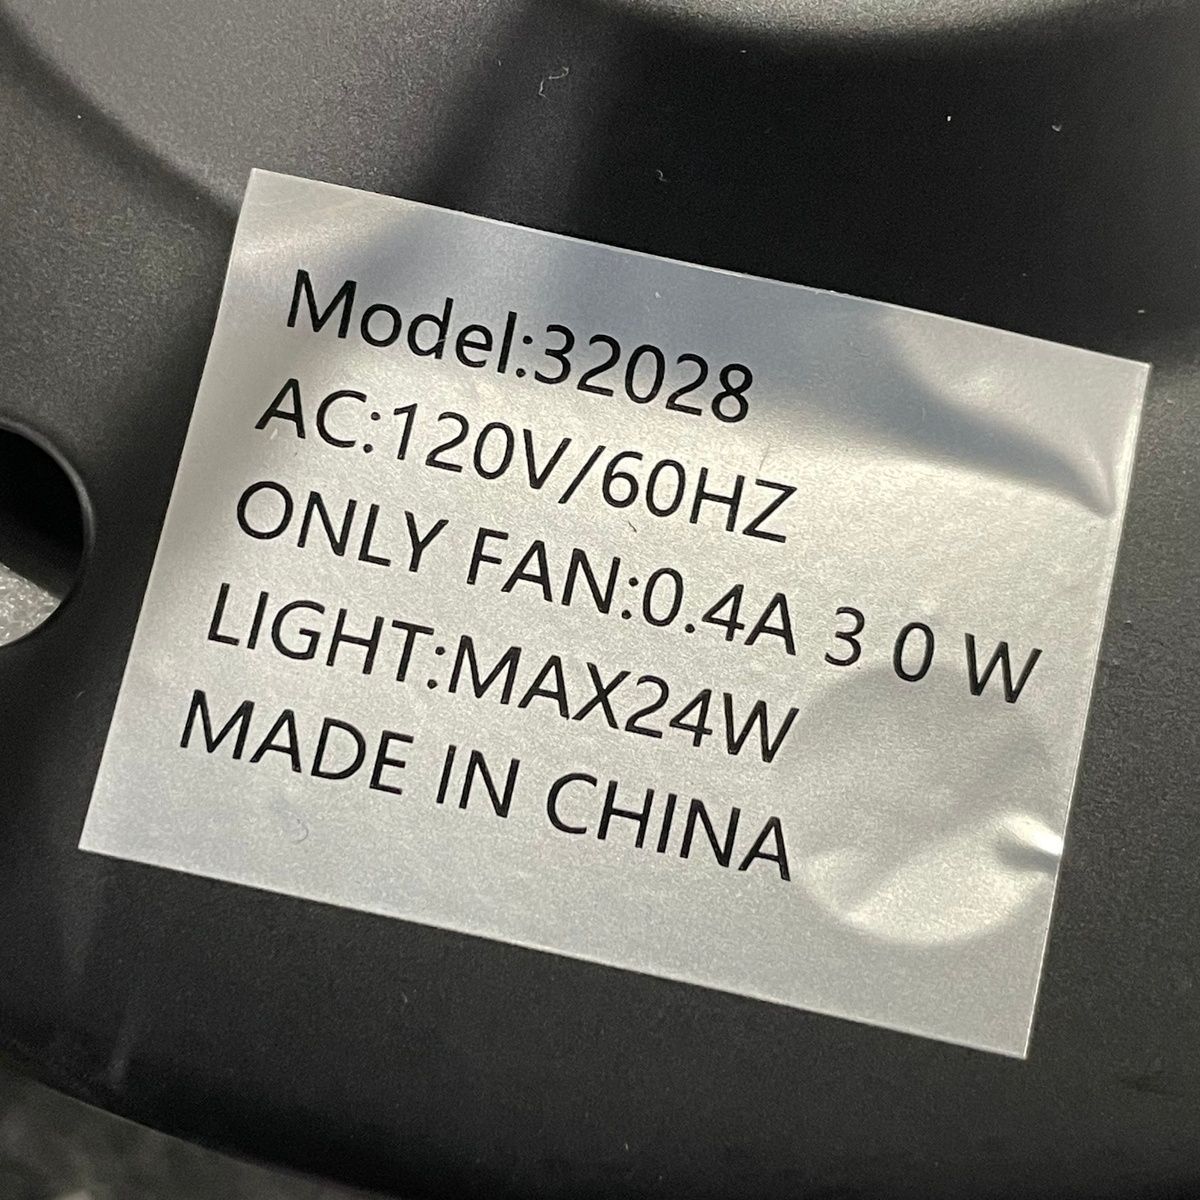 Model:32028
AC:120V/60HZ
ONLY FAN:0.4A 3 0 W
LIGHT:MAX24W
MADE IN CHINA